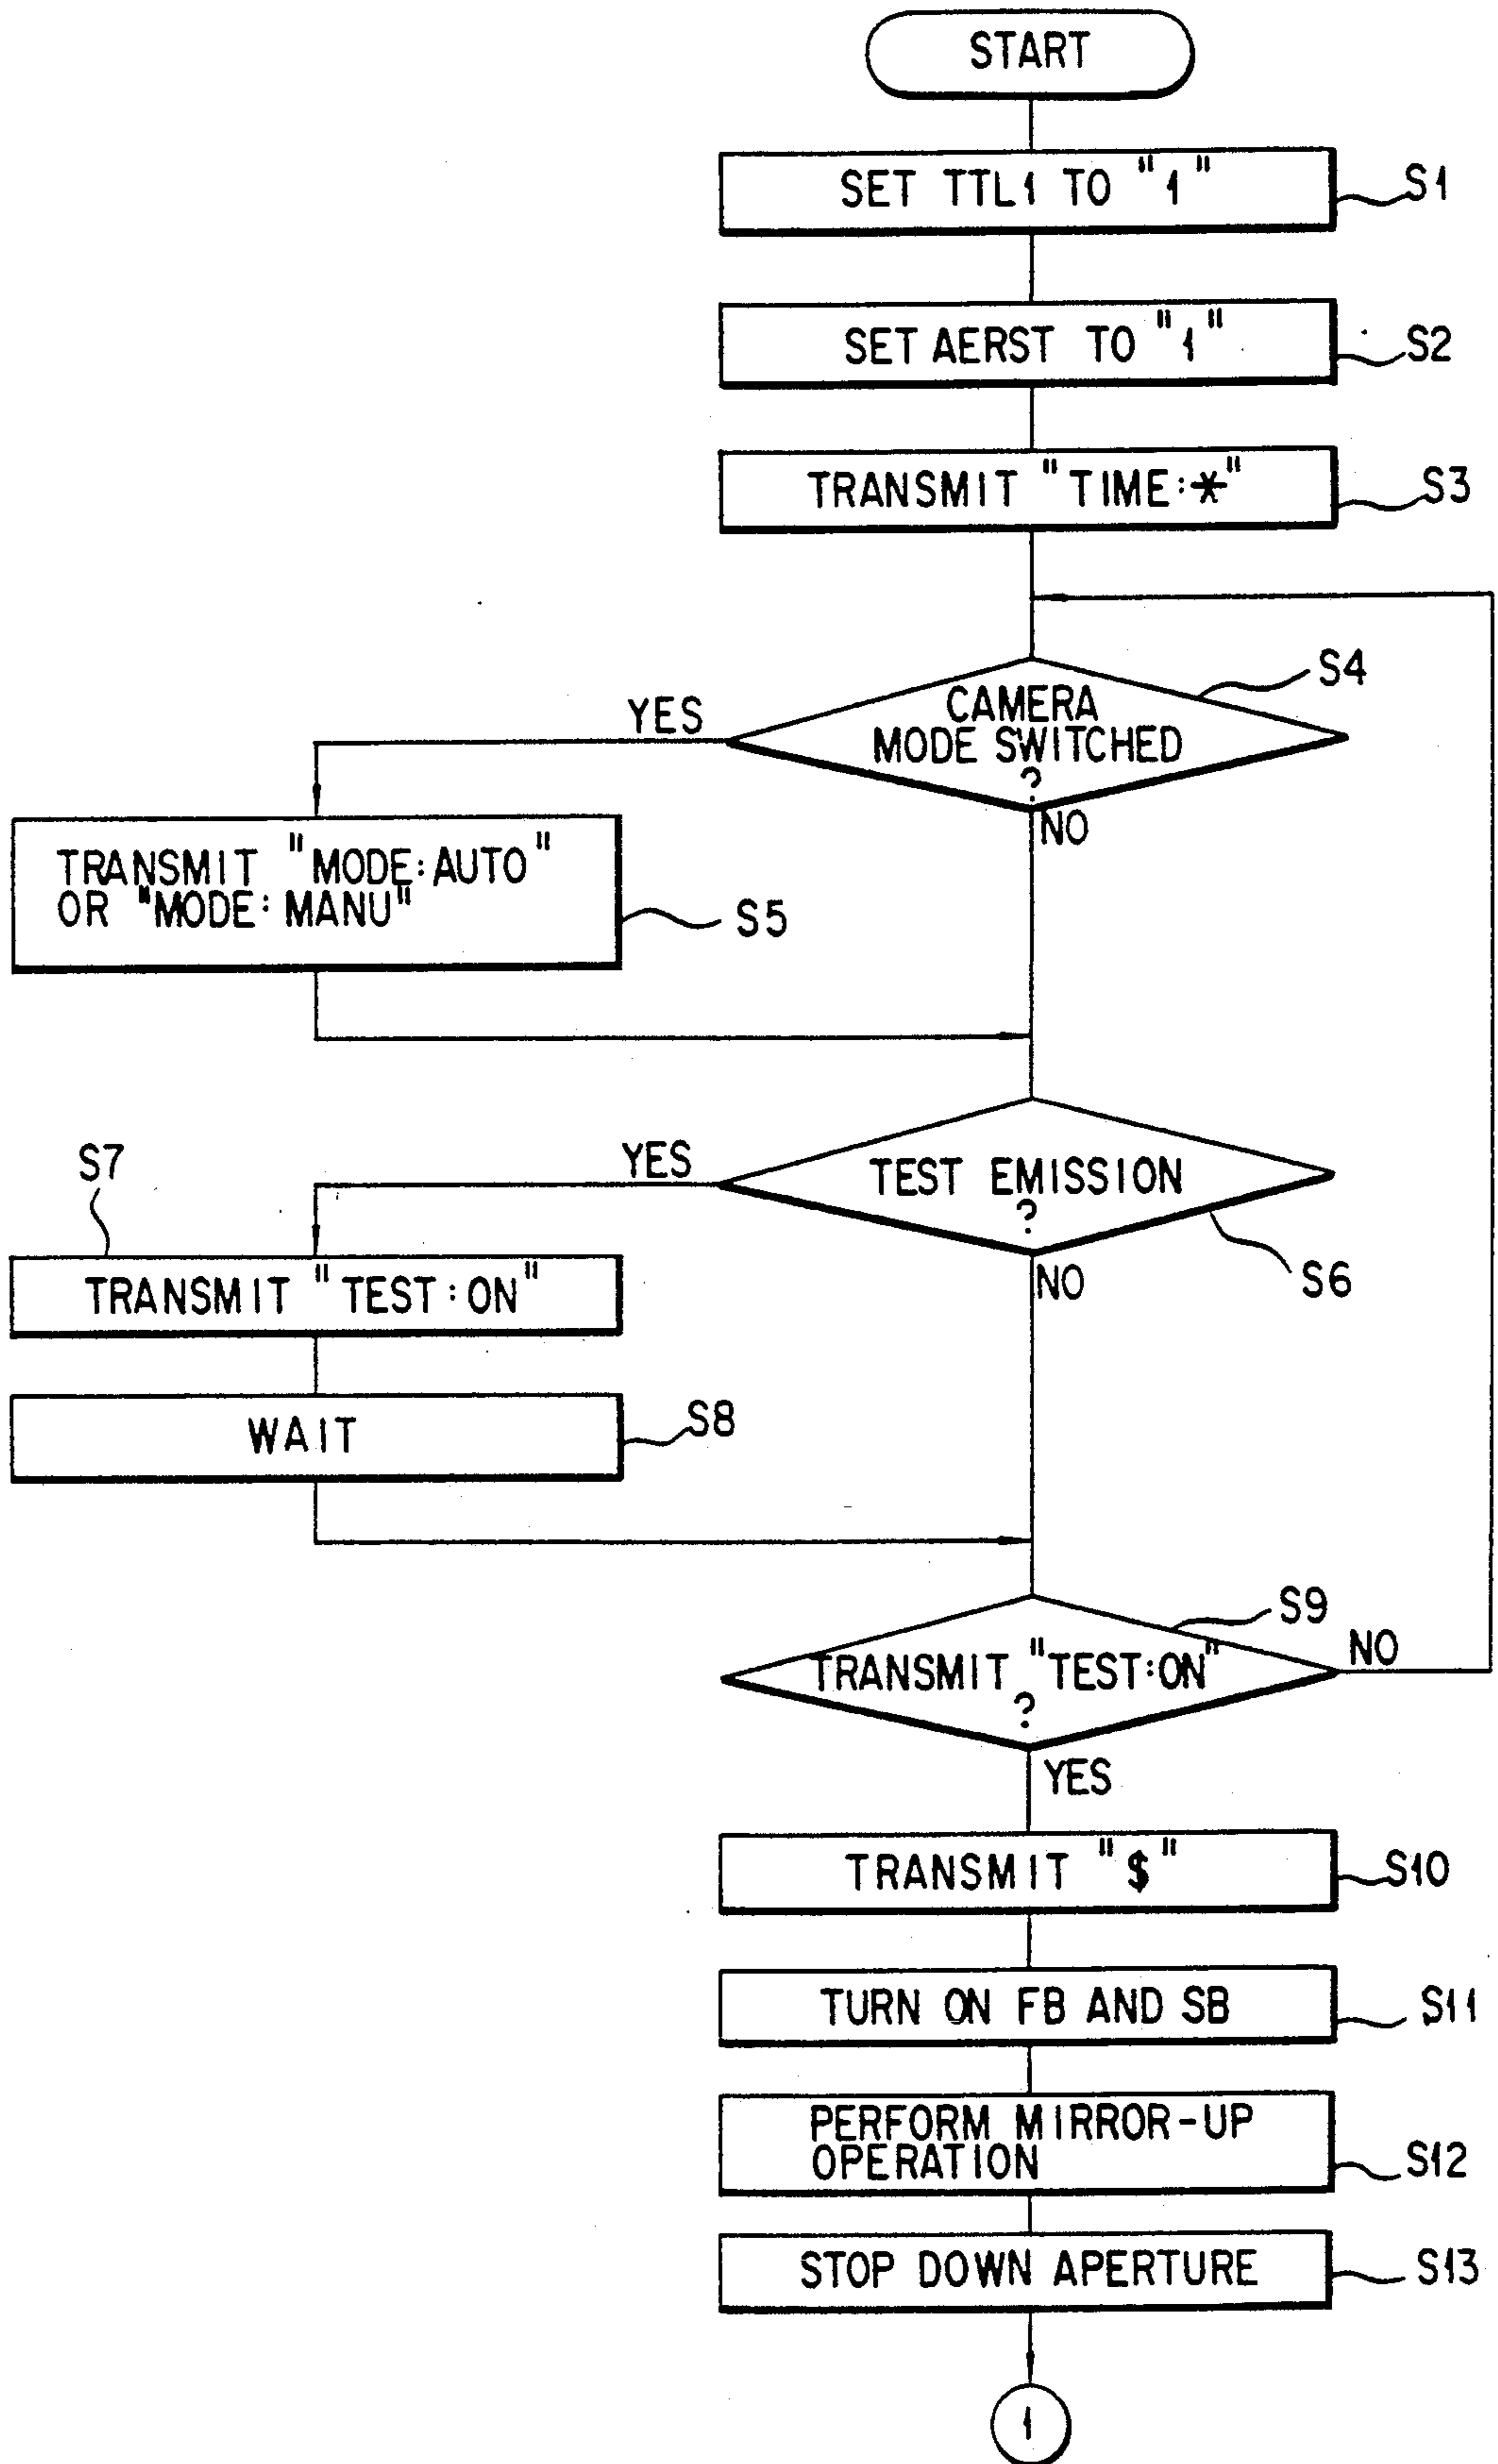 START
SET TTL1 TO "1"
S1
SET AERST TO "1"
S2
TRANSMIT "TIME:*"
S3
S4
CAMERA
MODE SWITCHED
?
YES
NO
TRANSMIT "MODE:AUTO"
OR "MODE:MANU"
S5
S7
YES
TEST EMISSION
?
S6
NO
TRANSMIT "TEST:ON"
WAIT
S8
S9
TRANSMIT "TEST:ON"
?
NO
YES
TRANSMIT "$"
S10
TURN ON FB AND SB
S11
PERFORM MIRROR-UP
OPERATION
S12
STOP DOWN APERTURE
S13
1